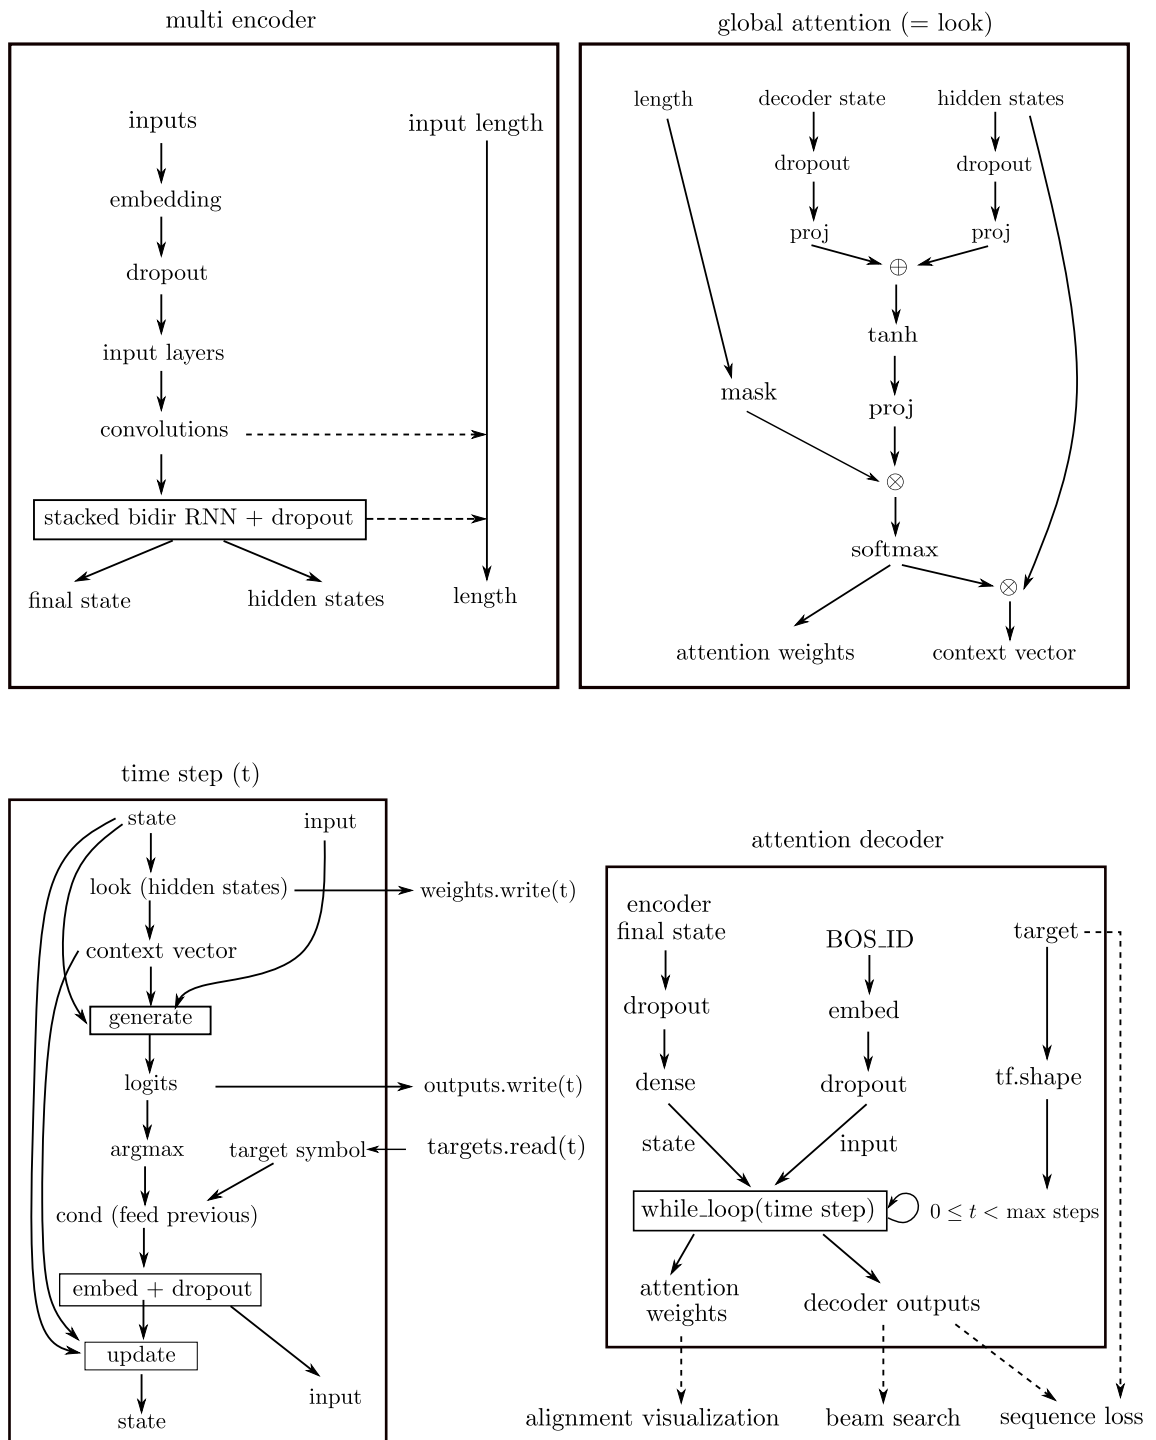 multi encoder
inputs
input length
embedding
dropout
input layers
convolutions
stacked bidir RNN + dropout
final state
hidden states
length
global attention (= look)
length
decoder state
hidden states
dropout
dropout
proj
proj
⊕
tanh
mask
proj
⊗
softmax
⊗
attention weights
context vector
time step (t)
state
input
look (hidden states)
weights.write(t)
context vector
generate
logits
outputs.write(t)
argmax
target symbol
targets.read(t)
cond (feed previous)
embed + dropout
update
input
state
attention decoder
encoder
final state
BOS_ID
target
dropout
embed
dense
dropout
tf.shape
state
input
while_loop(time step)
0 ≤ t < max steps
attention
weights
decoder outputs
alignment visualization
beam search
sequence loss